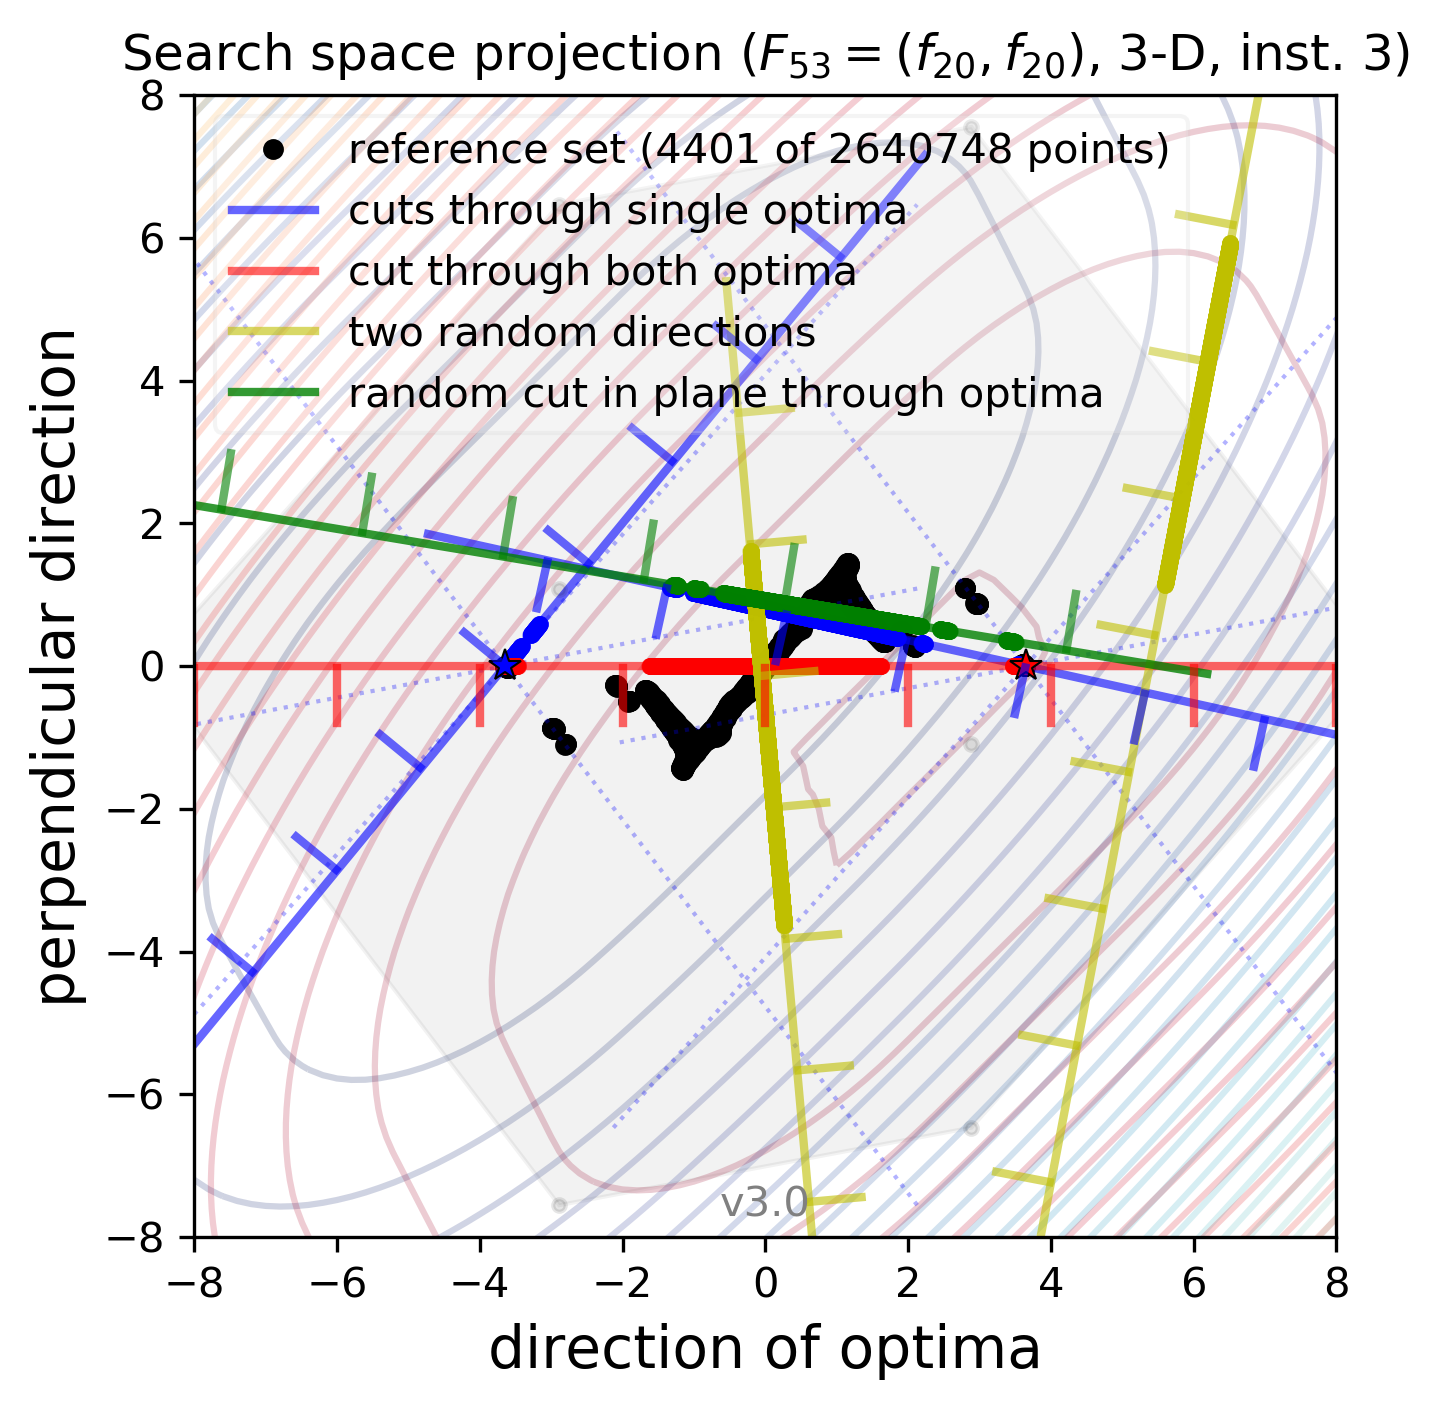 Search space projection (F53 = (f20, f20), 3-D, inst. 3)
reference set (4401 of 2640748 points)
cuts through single optima
cut through both optima
two random directions
random cut in plane through optima
perpendicular direction
8
6
4
2
0
−2
−4
−6
−8
v3.0
−8 −6 −4 −2 0 2 4 6 8
direction of optima